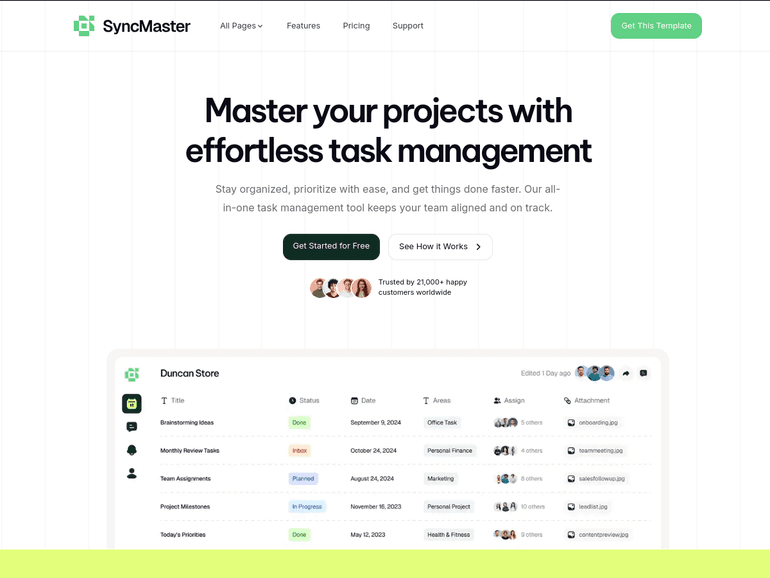 SyncMaster
All Pages
Features
Pricing
Support
Get This Template
Master your projects with
effortless task management
Stay organized, prioritize with ease, and get things done faster. Our all-
in-one task management tool keeps your team aligned and on track.
Get Started for Free
See How it Works
Trusted by 21,000+ happy
customers worldwide
Duncan Store
Edited 1 Day ago
Title Status Date Areas Assign Attachment
Brainstorming Ideas Done September 9, 2024 Office Task 5 others onboarding.jpg
Monthly Review Tasks Inbox October 24, 2024 Personal Finance 4 others teammeeting.jpg
Team Assignments Planned August 24, 2024 Marketing 8 others salesfollowup.jpg
Project Milestones In Progress November 16, 2023 Personal Project 10 others leadlist.jpg
Today's Priorities Done May 12, 2023 Health & Fitness 9 others contentpreview.jpg